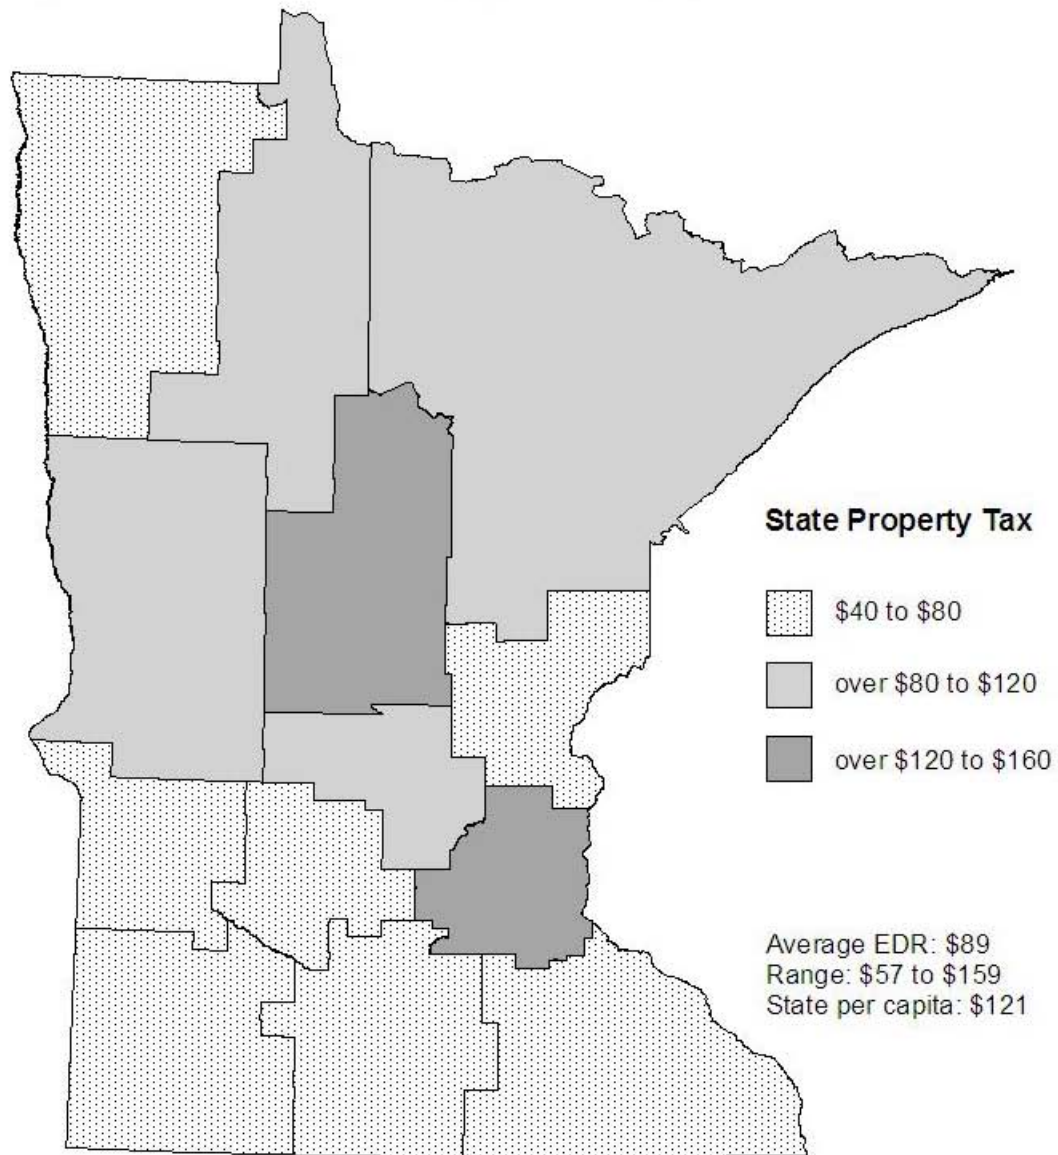 State Property Tax
$40 to $80
over $80 to $120
over $120 to $160
Average EDR: $89
Range: $57 to $159
State per capita: $121